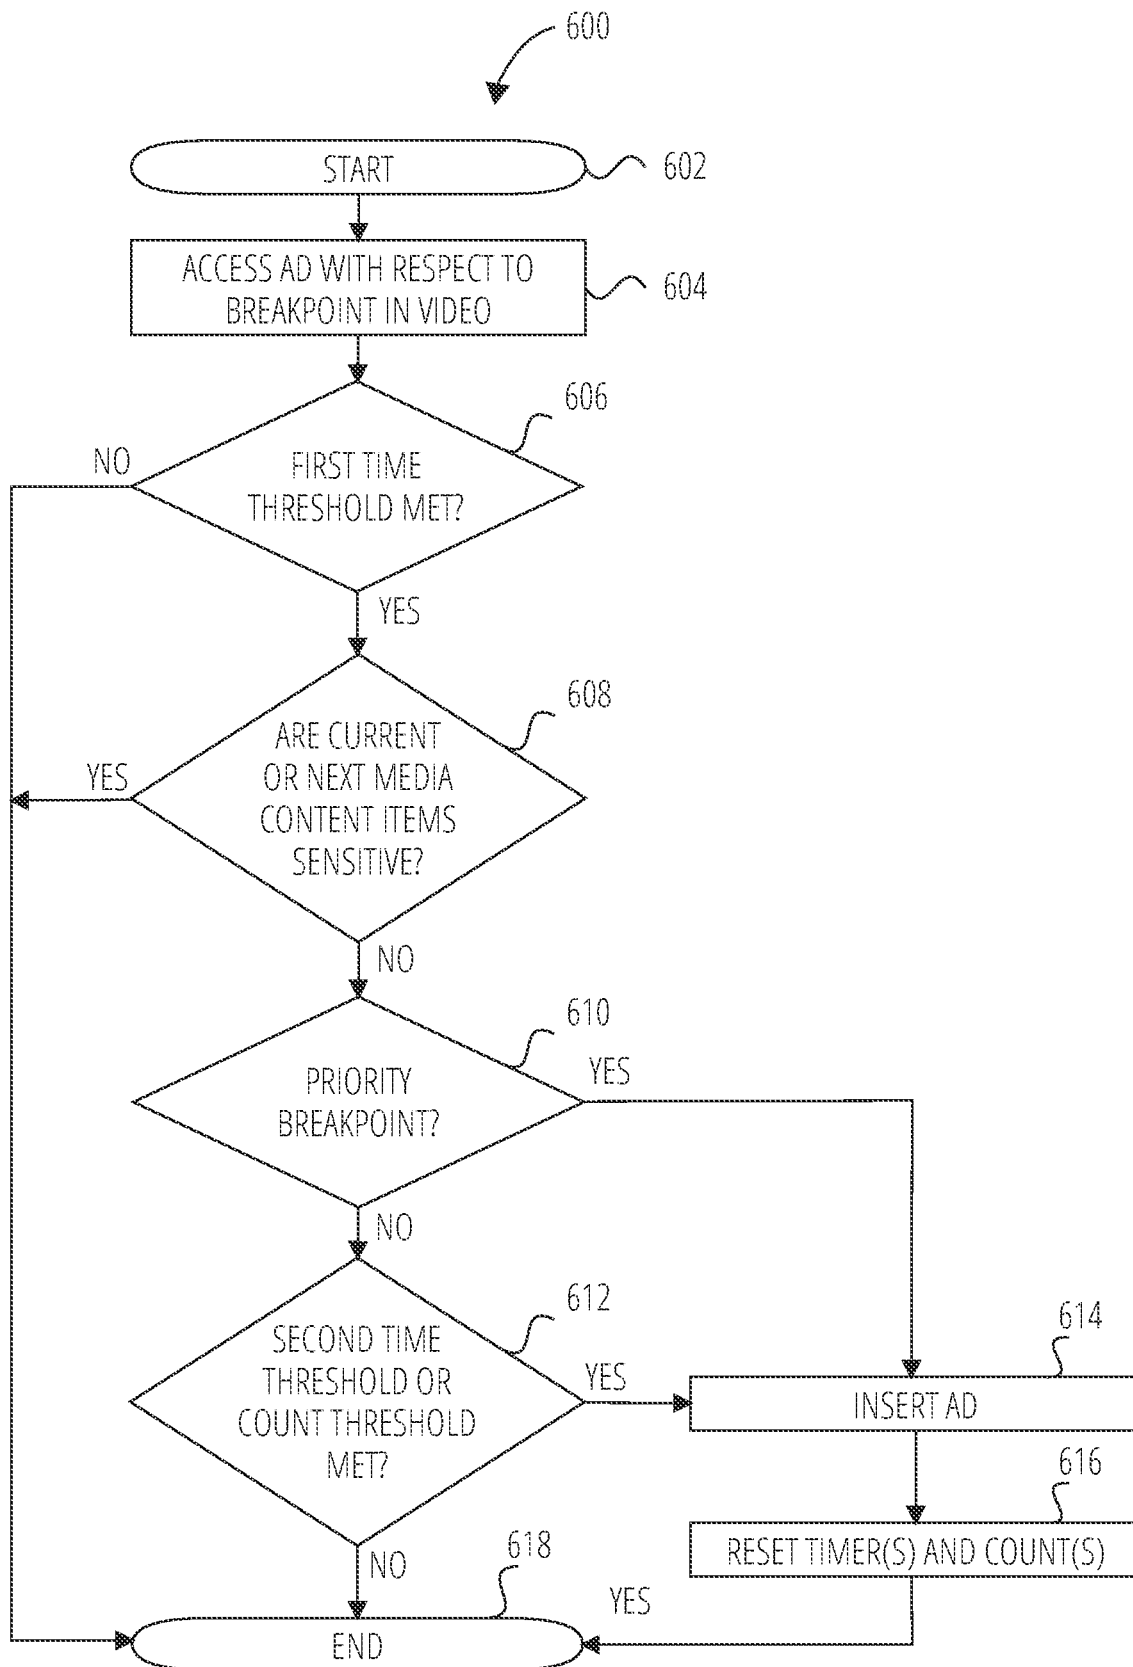 600
START
602
ACCESS AD WITH RESPECT TO
BREAKPOINT IN VIDEO
604
606
NO
FIRST TIME
THRESHOLD MET?
YES
608
ARE CURRENT
OR NEXT MEDIA
CONTENT ITEMS
SENSITIVE?
YES
NO
610
YES
PRIORITY
BREAKPOINT?
NO
612
SECOND TIME
THRESHOLD OR
COUNT THRESHOLD
MET?
YES
614
INSERT AD
616
RESET TIMER(S) AND COUNT(S)
NO
618
YES
END